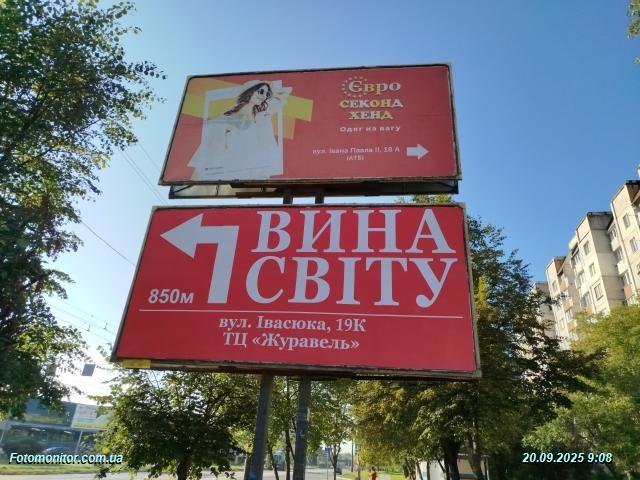 Євро
СЕКОНД
ХЕНД
Одяг на вагу
вул. Івана Павла ІІ, 18 А
(АТБ)
ВИНА
СВІТУ
850м
вул. Івасюка, 19К
ТЦ «Журавель»
Fotomonitor.com.ua
20.09.2025 9:08